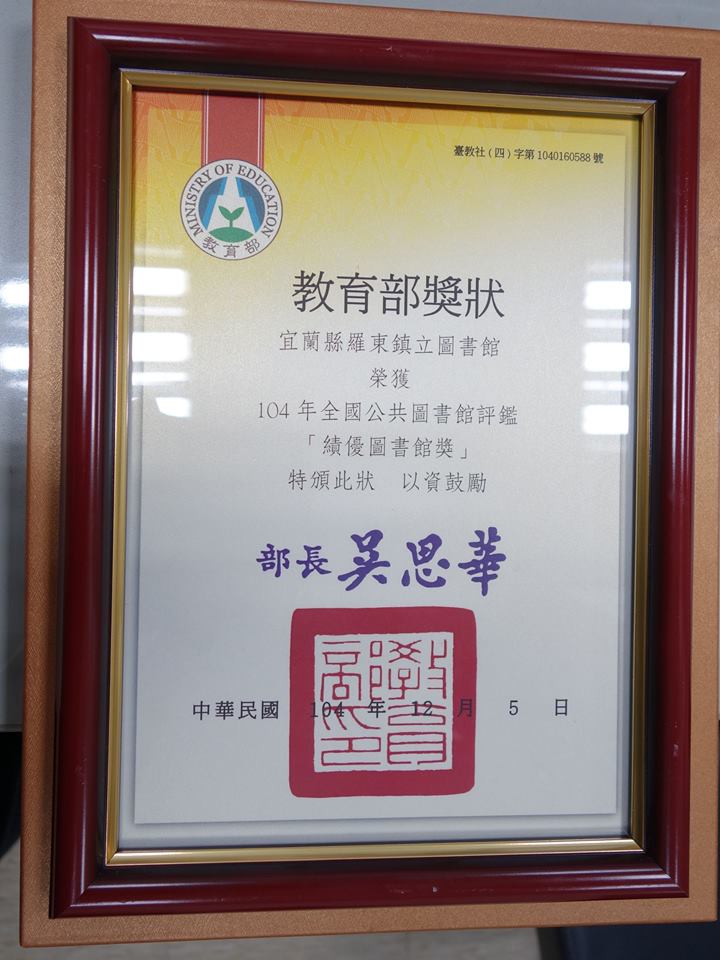 臺教社(四)字第1040160588號
MINISTRY OF EDUCATION
教育部
教育部獎狀
宜蘭縣羅東鎮立圖書館
榮獲
104年全國公共圖書館評鑑
「績優圖書館獎」
特頒此狀　以資鼓勵
部長 吳思華
中華民國 104 年 12 月 5 日
教育部印